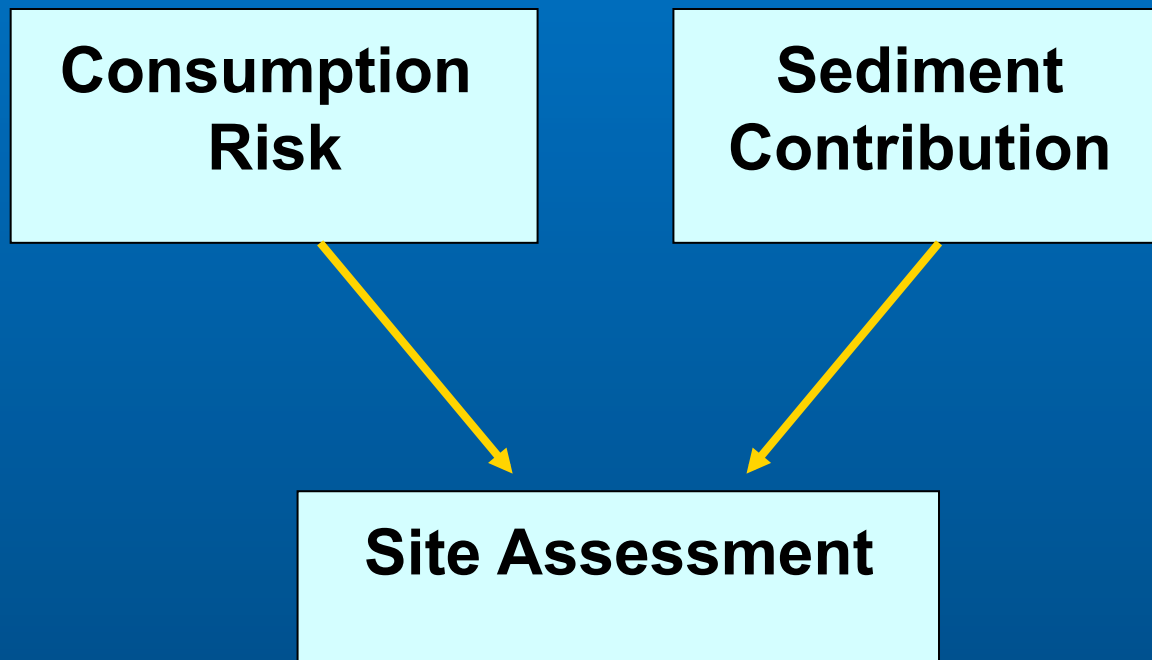 Consumption
Risk
Sediment
Contribution
Site Assessment